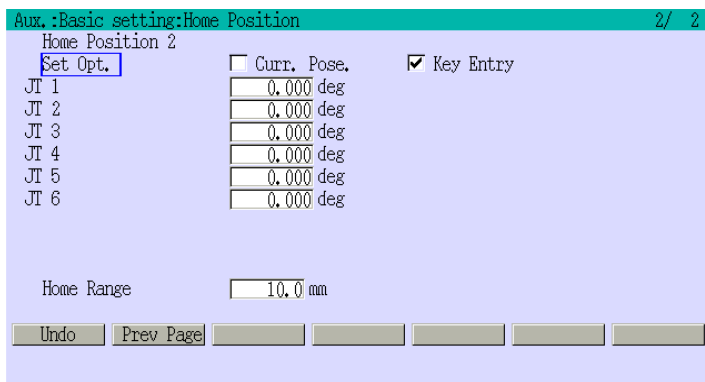 Aux.:Basic setting:Home Position 2/ 2
Home Position 2
Set Opt. Curr. Pose. Key Entry
JT 1 0.000 deg
JT 2 0.000 deg
JT 3 0.000 deg
JT 4 0.000 deg
JT 5 0.000 deg
JT 6 0.000 deg
Home Range 10.0 mm
Undo Prev Page